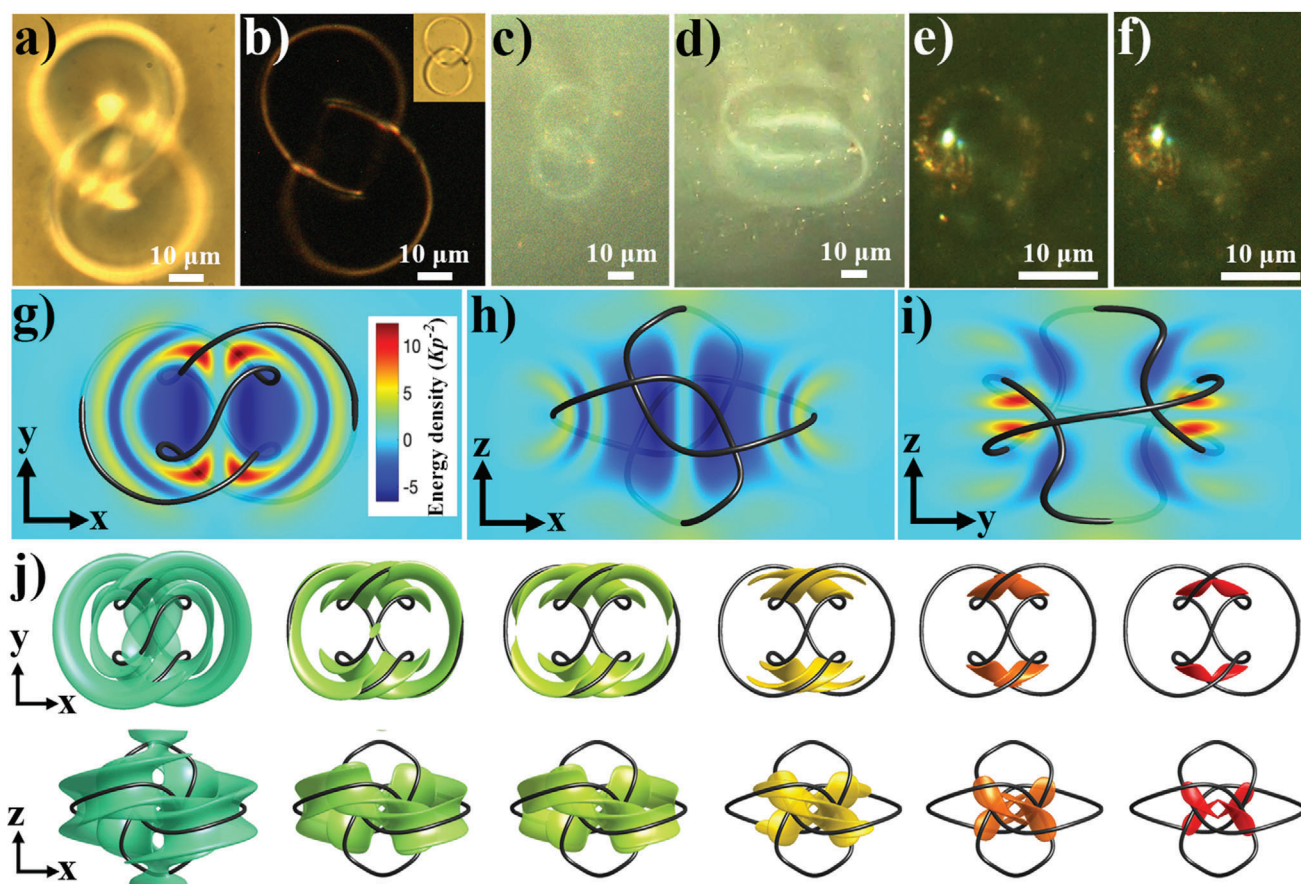 a)
b)
c)
d)
e)
f)
10 μm
10 μm
10 μm
10 μm
10 μm
10 μm
g)
h)
i)
10
5
0
-5
Energy density (Kp⁻²)
y
x
z
x
z
y
j)
y
x
z
x